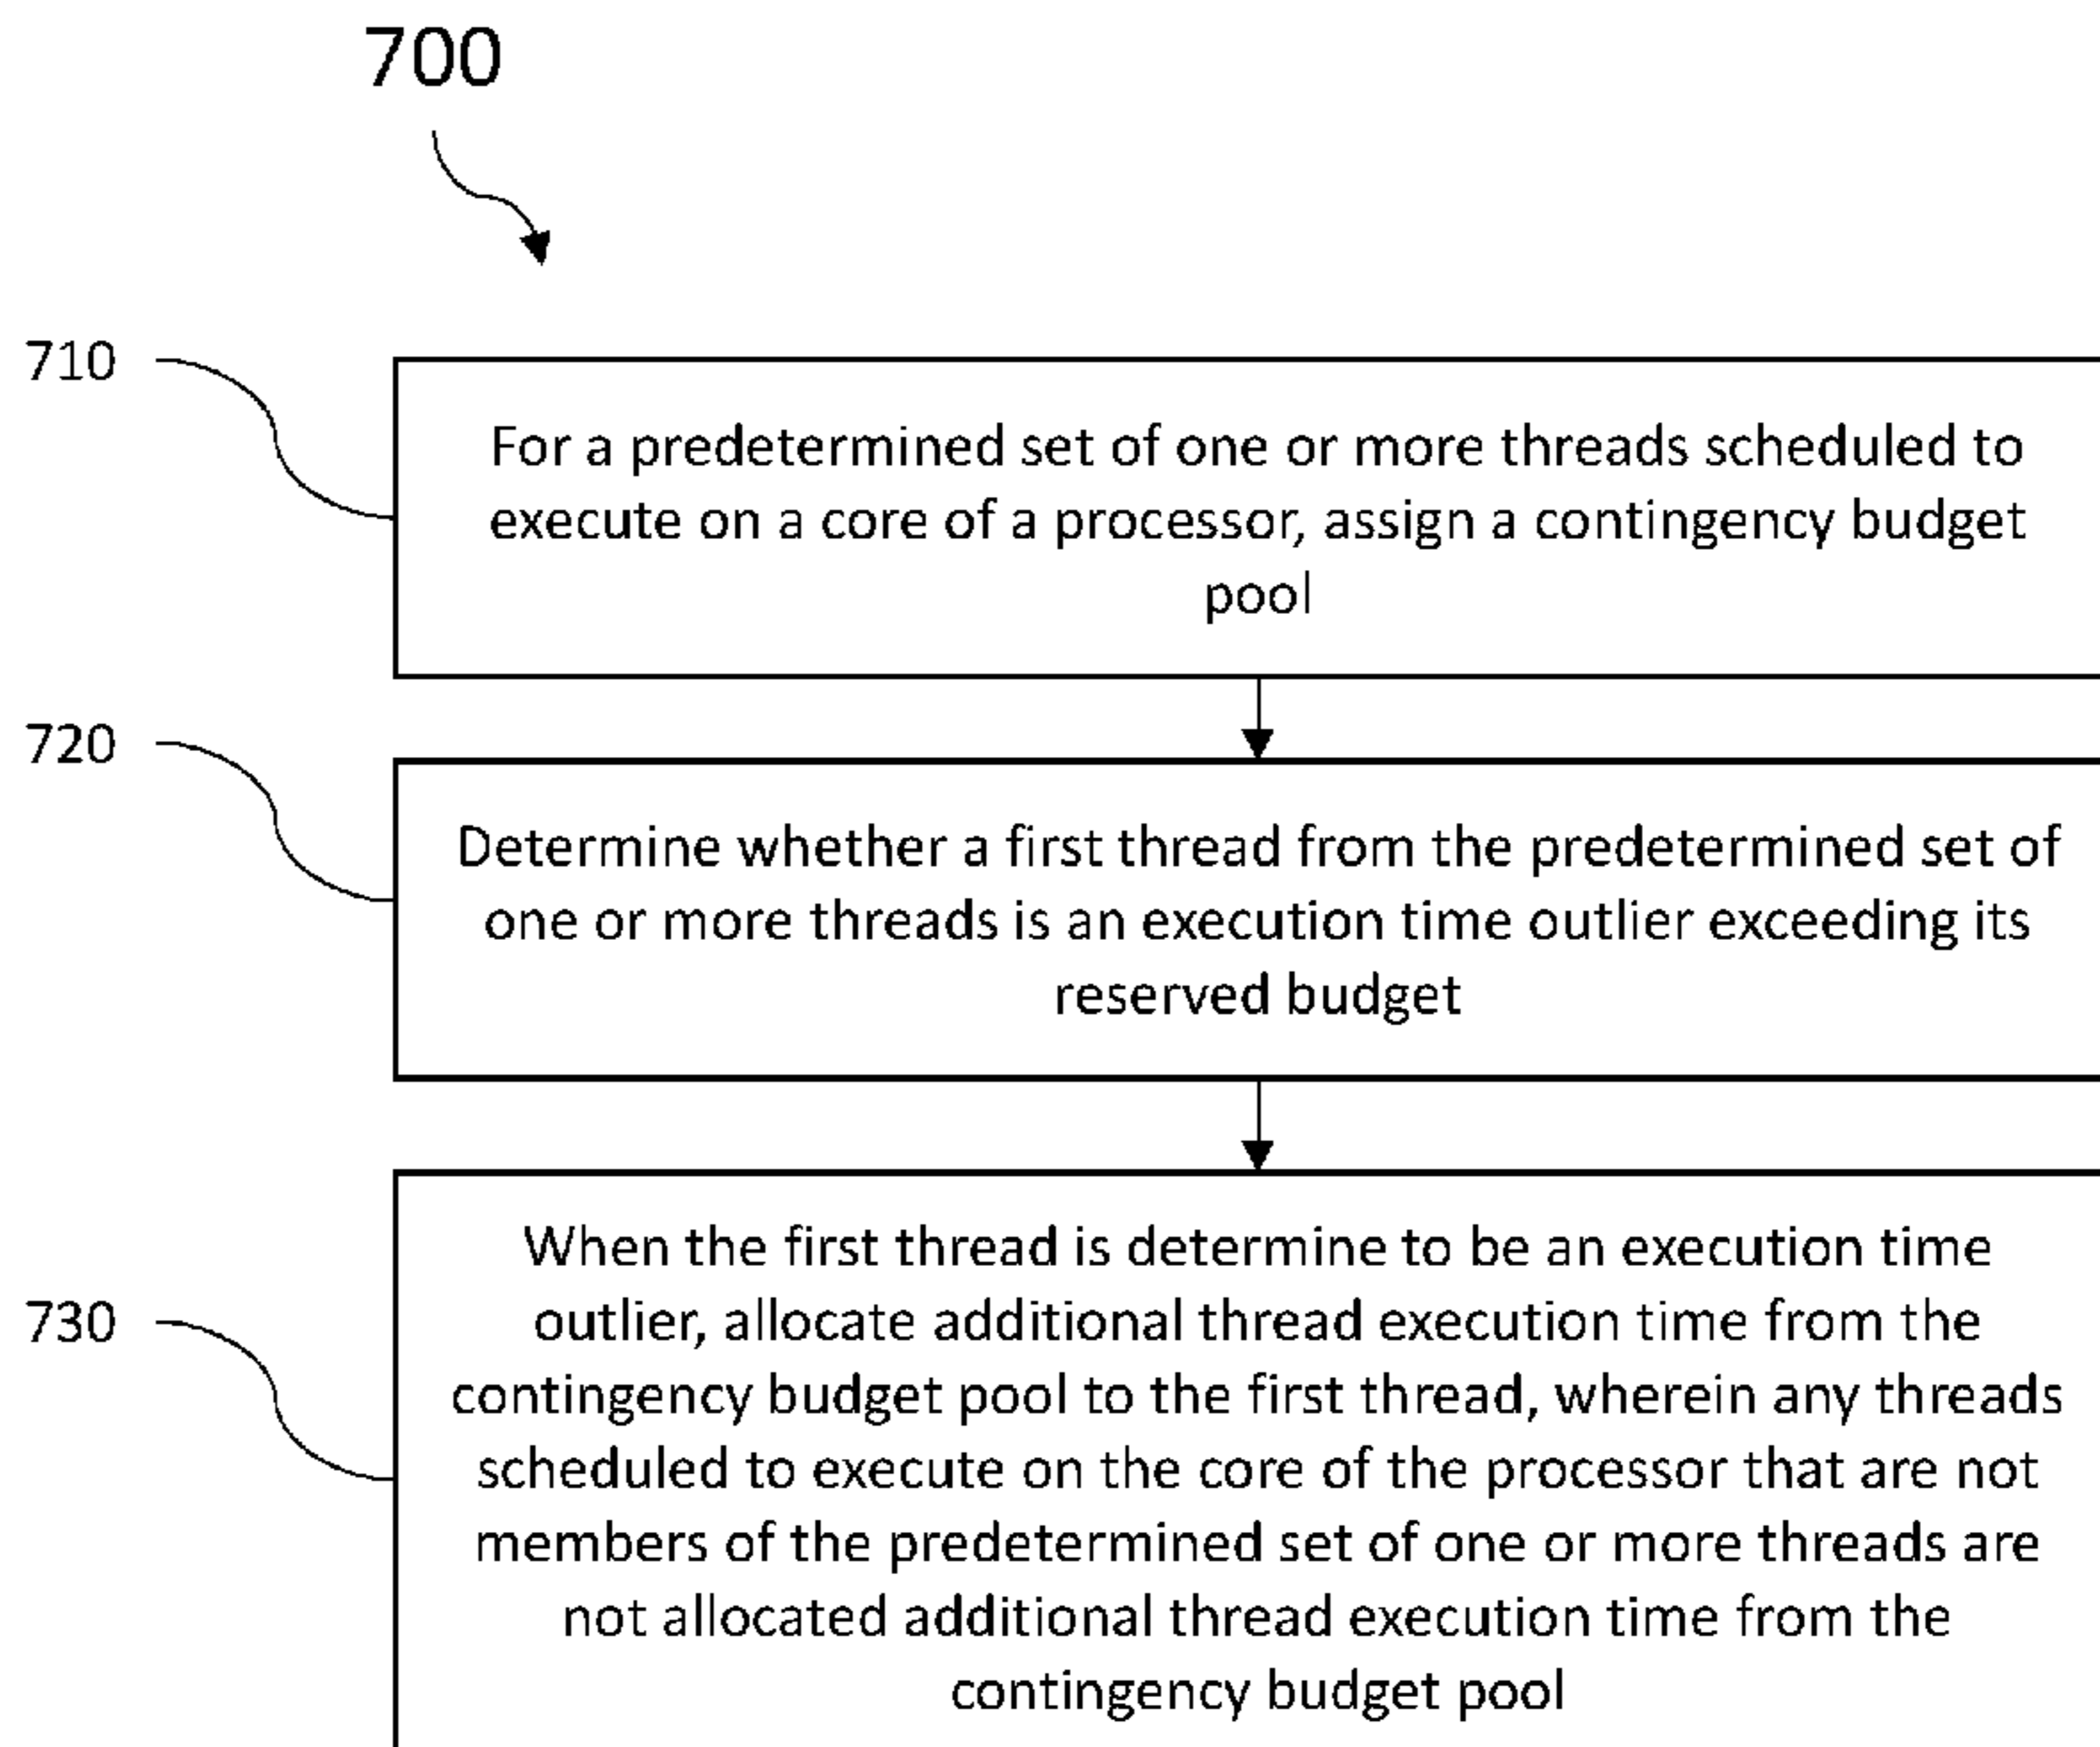 700
710
For a predetermined set of one or more threads scheduled to
execute on a core of a processor, assign a contingency budget
pool
720
Determine whether a first thread from the predetermined set of
one or more threads is an execution time outlier exceeding its
reserved budget
730
When the first thread is determine to be an execution time
outlier, allocate additional thread execution time from the
contingency budget pool to the first thread, wherein any threads
scheduled to execute on the core of the processor that are not
members of the predetermined set of one or more threads are
not allocated additional thread execution time from the
contingency budget pool